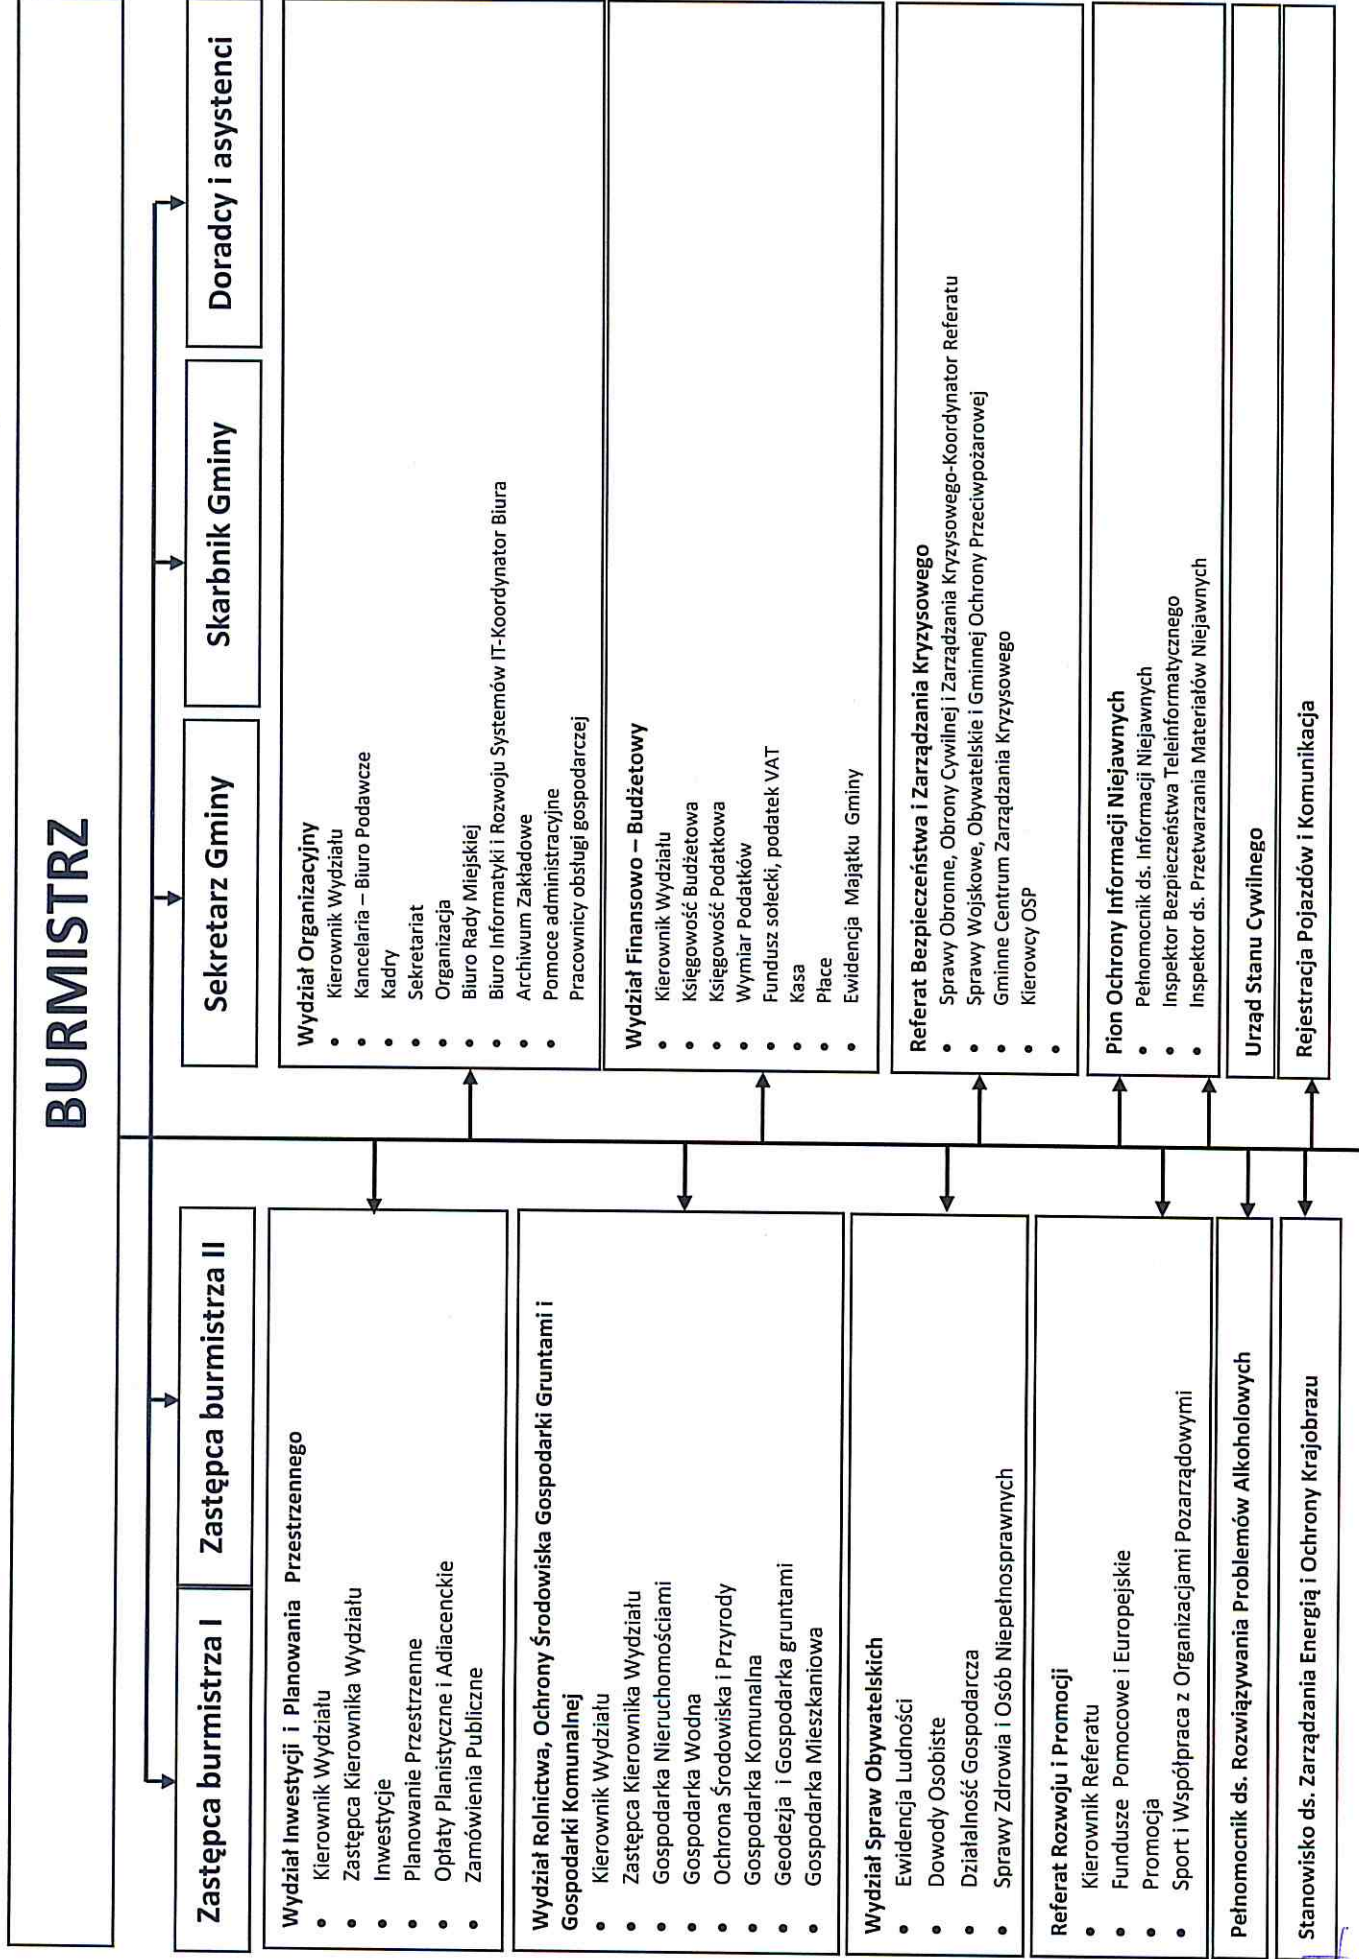 BURMISTRZ
Zastępca burmistrza I
Zastępca burmistrza II
Sekretarz Gminy
Skarbnik Gminy
Doradcy i asystenci
Wydział Inwestycji i Planowania Przestrzennego
• Kierownik Wydziału
• Zastępca Kierownika Wydziału
• Inwestycje
• Planowanie Przestrzenne
• Opłaty Planistyczne i Adiacenckie
• Zamówienia Publiczne
Wydział Rolnictwa, Ochrony Środowiska Gospodarki Gruntami i
Gospodarki Komunalnej
• Kierownik Wydziału
• Zastępca Kierownika Wydziału
• Gospodarka Nieruchomościami
• Gospodarka Wodna
• Ochrona Środowiska i Przyrody
• Gospodarka Komunalna
• Geodezja i Gospodarka gruntami
• Gospodarka Mieszkaniowa
Wydział Spraw Obywatelskich
• Ewidencja Ludności
• Dowody Osobiste
• Działalność Gospodarcza
• Sprawy Zdrowia i Osób Niepełnosprawnych
Referat Rozwoju i Promocji
• Kierownik Referatu
• Fundusze Pomocowe i Europejskie
• Promocja
• Sport i Współpraca z Organizacjami Pozarządowymi
Pełnomocnik ds. Rozwiązywania Problemów Alkoholowych
Stanowisko ds. Zarządzania Energią i Ochrony Krajobrazu
Wydział Organizacyjny
• Kierownik Wydziału
• Kancelaria – Biuro Podawcze
• Kadry
• Sekretariat
• Organizacja
• Biuro Rady Miejskiej
• Biuro Informatyki i Rozwoju Systemów IT-Koordynator Biura
• Archiwum Zakładowe
• Pomoce administracyjne
Pracownicy obsługi gospodarczej
Wydział Finansowo – Budżetowy
• Kierownik Wydziału
• Księgowość Budżetowa
• Księgowość Podatkowa
• Wymiar Podatków
• Fundusz sołecki, podatek VAT
• Kasa
• Płace
• Ewidencja Majątku Gminy
Referat Bezpieczeństwa i Zarządzania Kryzysowego
• Sprawy Obronne, Obrony Cywilnej i Zarządzania Kryzysowego-Koordynator Referatu
• Sprawy Wojskowe, Obywatelskie i Gminnej Ochrony Przeciwpożarowej
• Gminne Centrum Zarządzania Kryzysowego
• Kierowcy OSP
•
Pion Ochrony Informacji Niejawnych
• Pełnomocnik ds. Informacji Niejawnych
• Inspektor Bezpieczeństwa Teleinformatycznego
• Inspektor ds. Przetwarzania Materiałów Niejawnych
Urząd Stanu Cywilnego
Rejestracja Pojazdów i Komunikacja